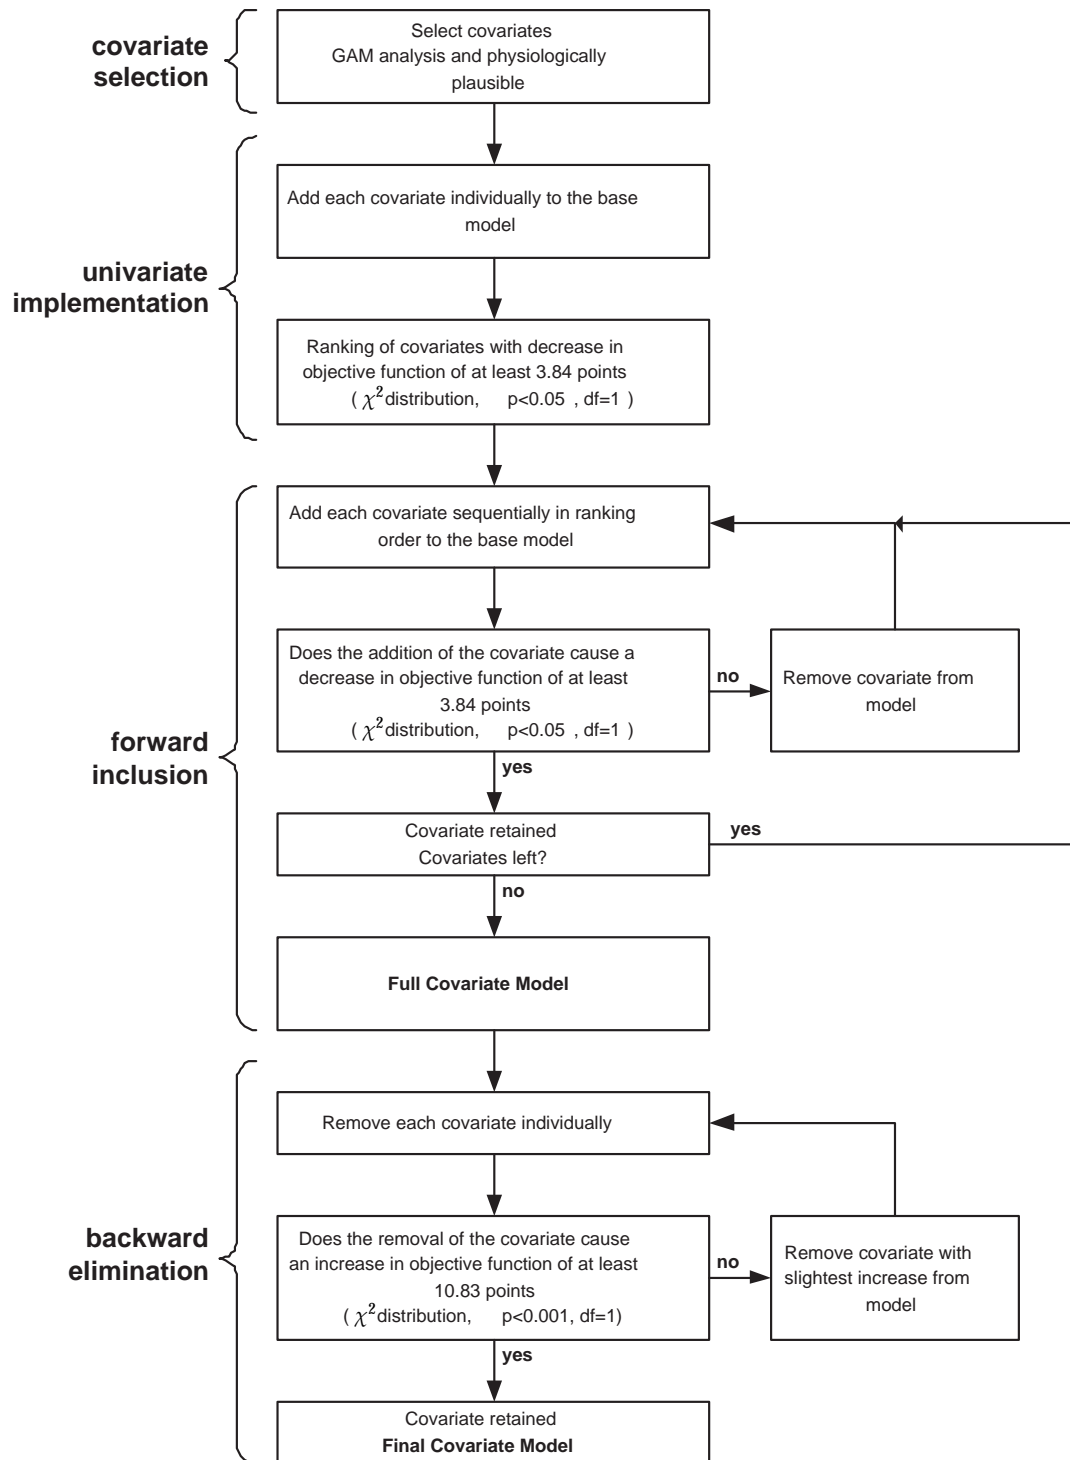 covariate
selection
Select covariates
GAM analysis and physiologically
plausible
univariate
implementation
Add each covariate individually to the base
model
Ranking of covariates with decrease in
objective function of at least 3.84 points
( χ² distribution, p<0.05 , df=1 )
forward
inclusion
Add each covariate sequentially in ranking
order to the base model
Does the addition of the covariate cause a
decrease in objective function of at least
3.84 points
( χ² distribution, p<0.05 , df=1 )
no
Remove covariate from
model
yes
Covariate retained
Covariates left?
yes
no
Full Covariate Model
backward
elimination
Remove each covariate individually
Does the removal of the covariate cause
an increase in objective function of at least
10.83 points
( χ² distribution, p<0.001, df=1)
no
Remove covariate with
slightest increase from
model
yes
Covariate retained
Final Covariate Model